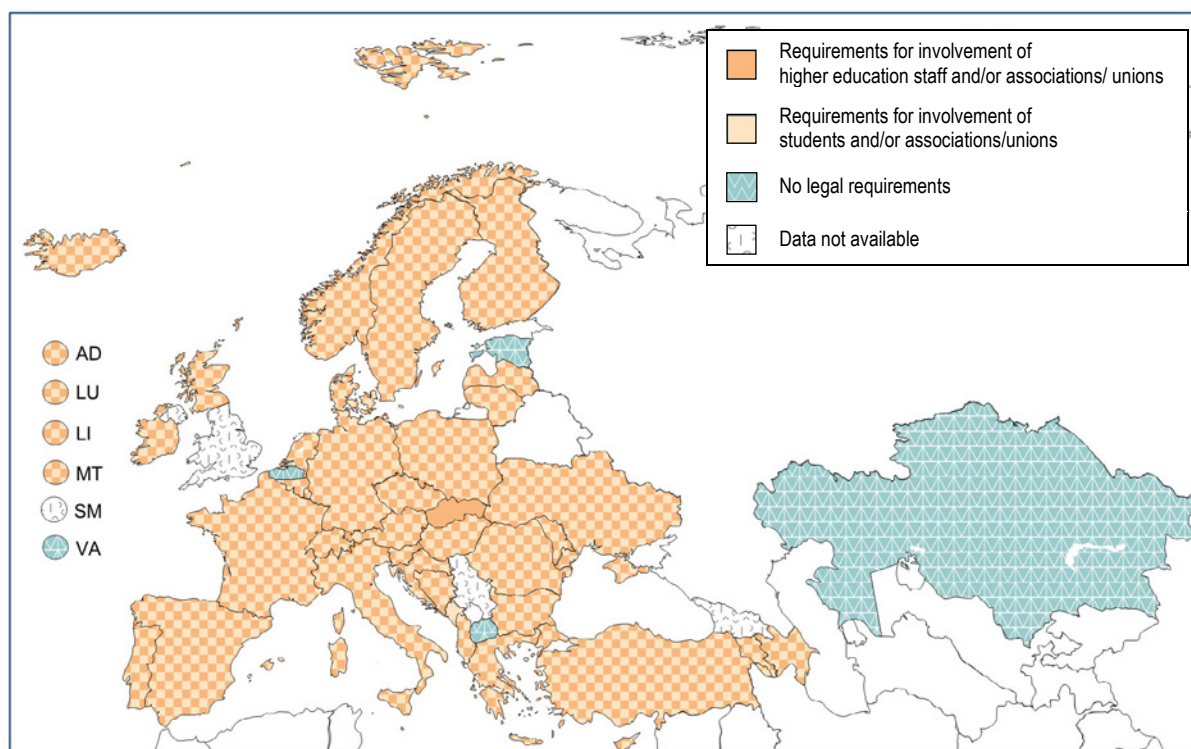 Requirements for involvement of
higher education staff and/or associations/ unions
Requirements for involvement of
students and/or associations/unions
No legal requirements
Data not available
AD
LU
LI
MT
SM
VA